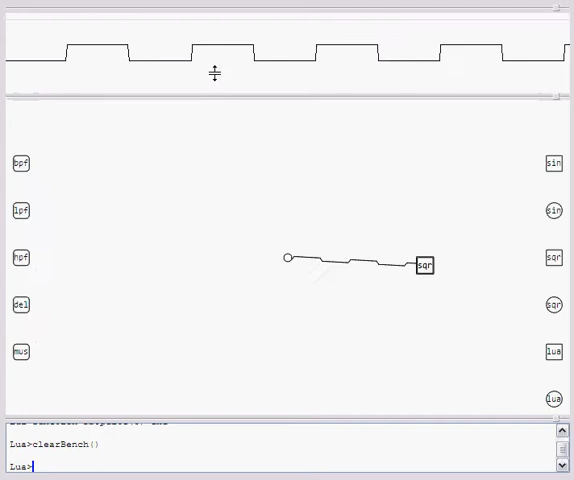 bpf
sin
lpf
sin
hpf
sqr
sqr
del
sqr
mus
lua
lua
Lua>clearBench()
Lua>